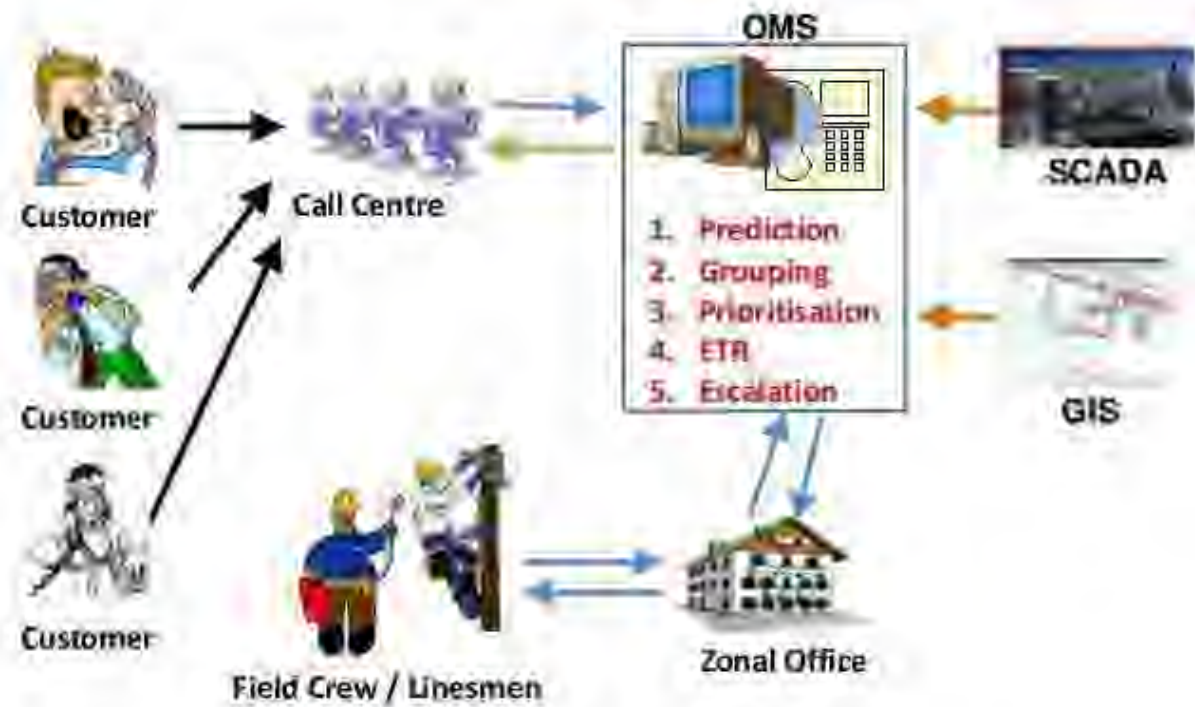 OMS
SCADA
Customer
Call Centre
1. Prediction
2. Grouping
3. Prioritisation
4. ETR
5. Escalation
GIS
Customer
Customer
Zonal Office
Field Crew / Linesmen